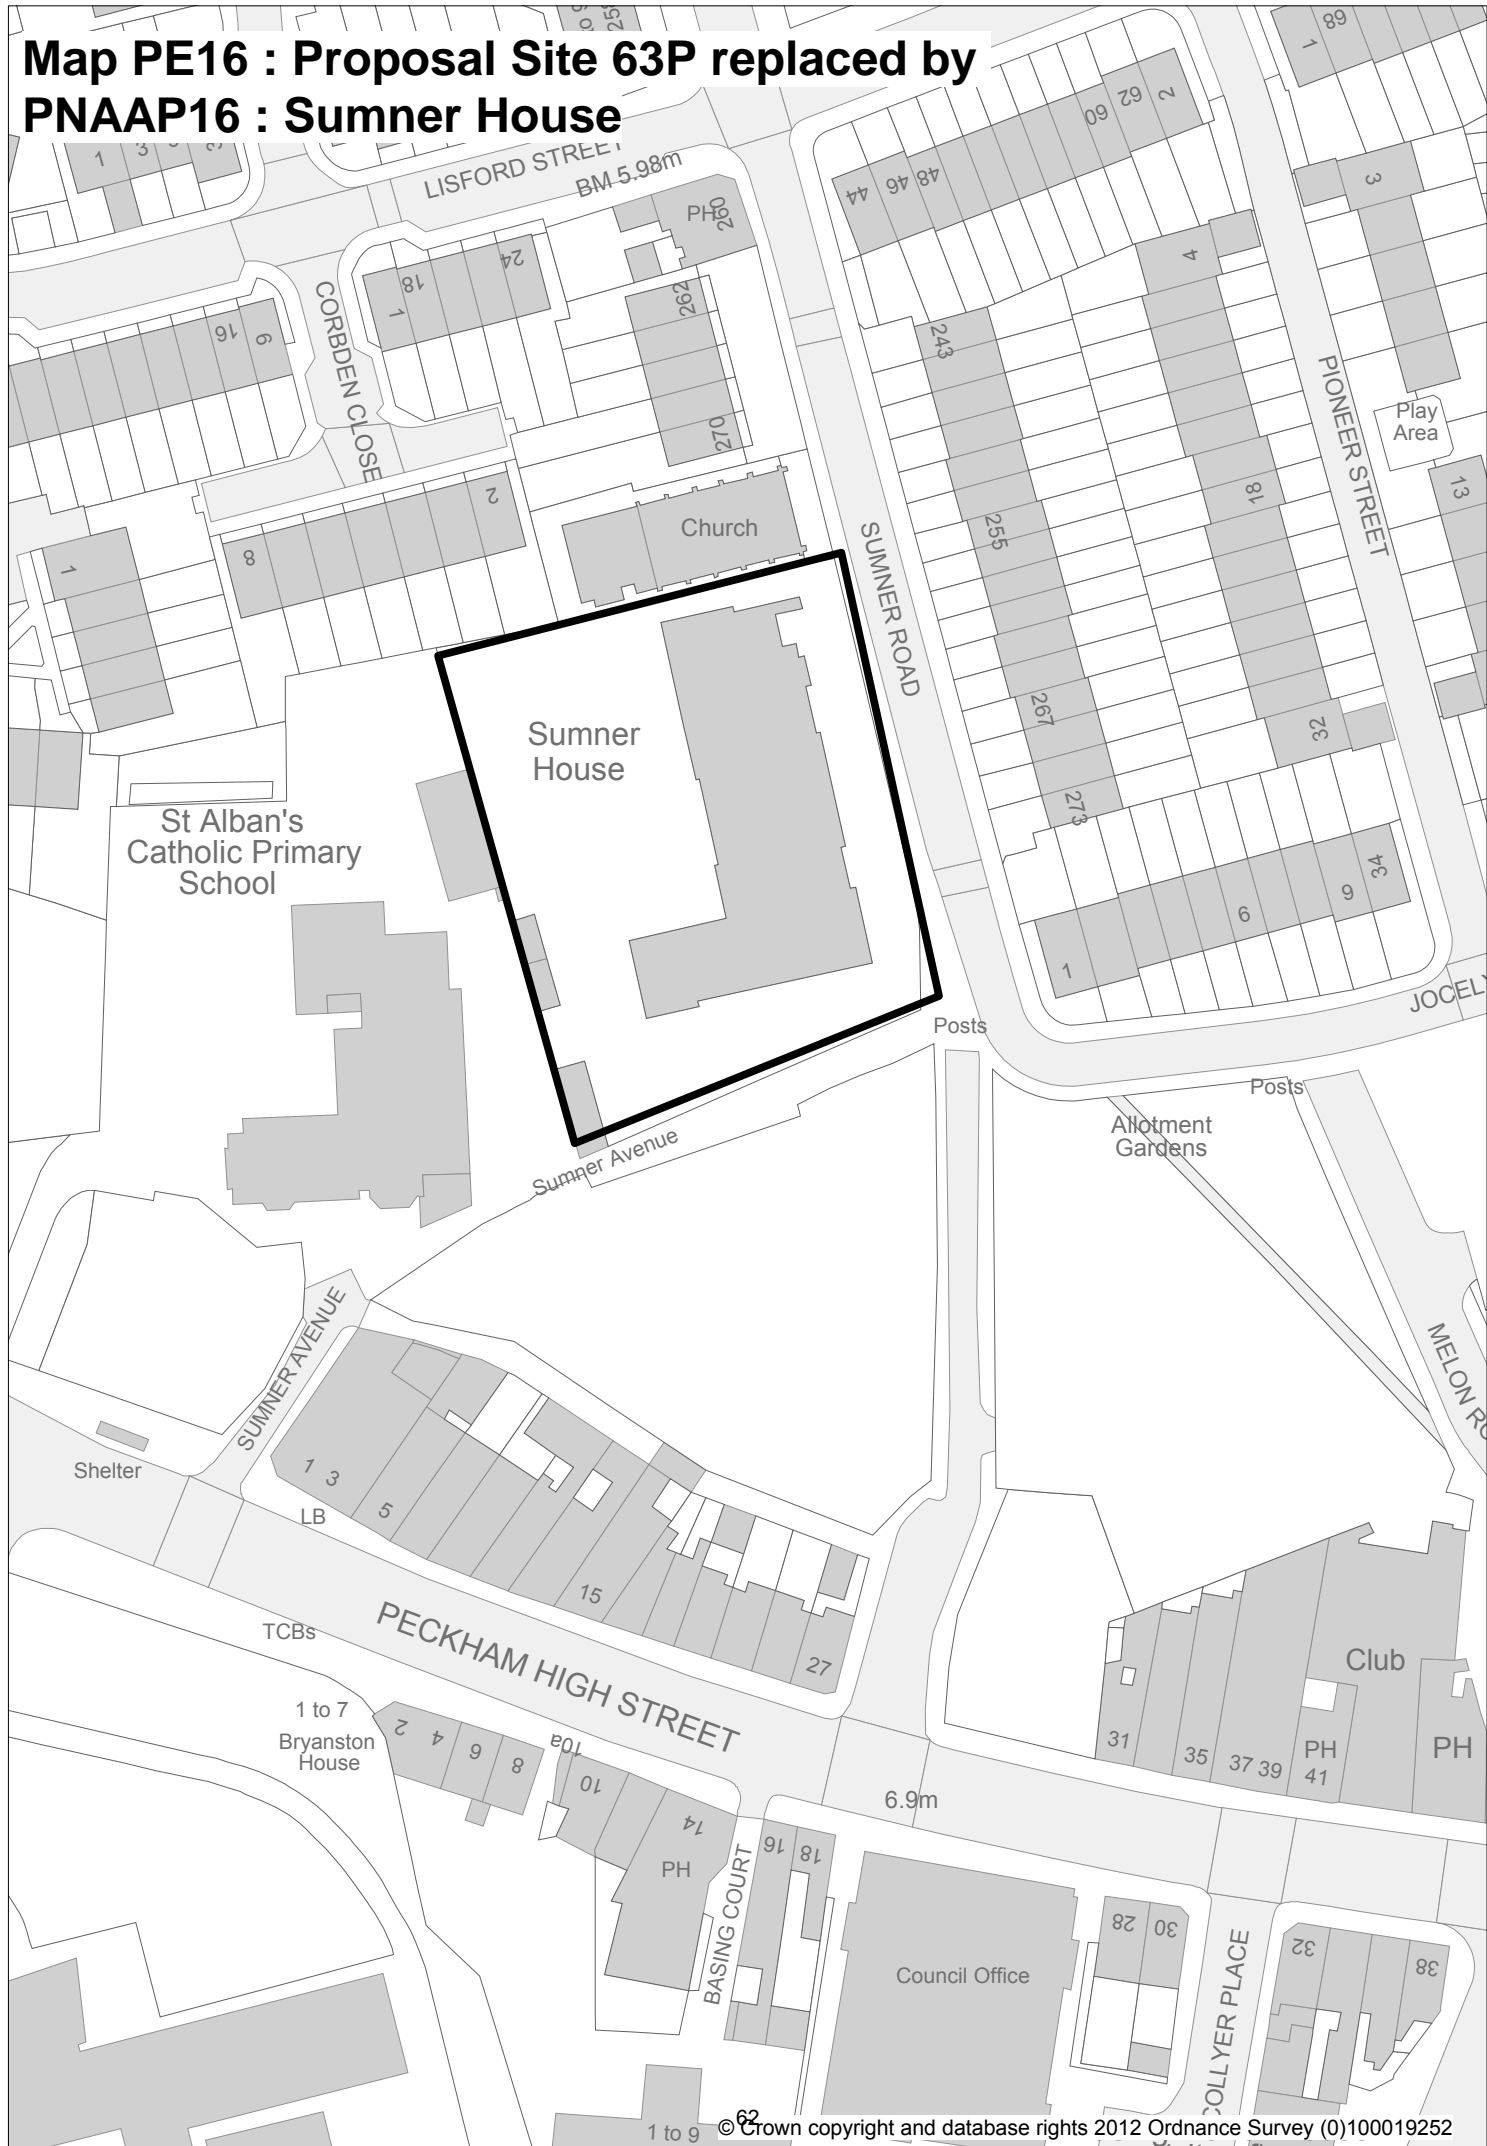 Map PE16 : Proposal Site 63P replaced by
PNAAP16 : Sumner House
68
1
1
3
LISFORD STREET
BM 5.98m
PH
260
44
46
48
60
62
2
3
4
18
1
24
262
270
16
9
CORBDEN CLOSE
243
255
267
273
18
32
PIONEER STREET
Play
Area
13
2
8
1
Church
SUMNER ROAD
Sumner
House
St Alban's
Catholic Primary
School
1
6
9
34
JOCELY
Posts
Posts
Allotment
Gardens
Sumner Avenue
SUMNER AVENUE
MELON RO
Shelter
LB
1
3
5
15
27
TCBs
PECKHAM HIGH STREET
1 to 7
Bryanston
House
2
4
6
8
10a
10
14
PH
BASING COURT
16
18
6.9m
31
35
37 39
PH
41
Club
PH
Council Office
28
30
COLLYER PLACE
32
38
1 to 9
62
© Crown copyright and database rights 2012 Ordnance Survey (0)100019252